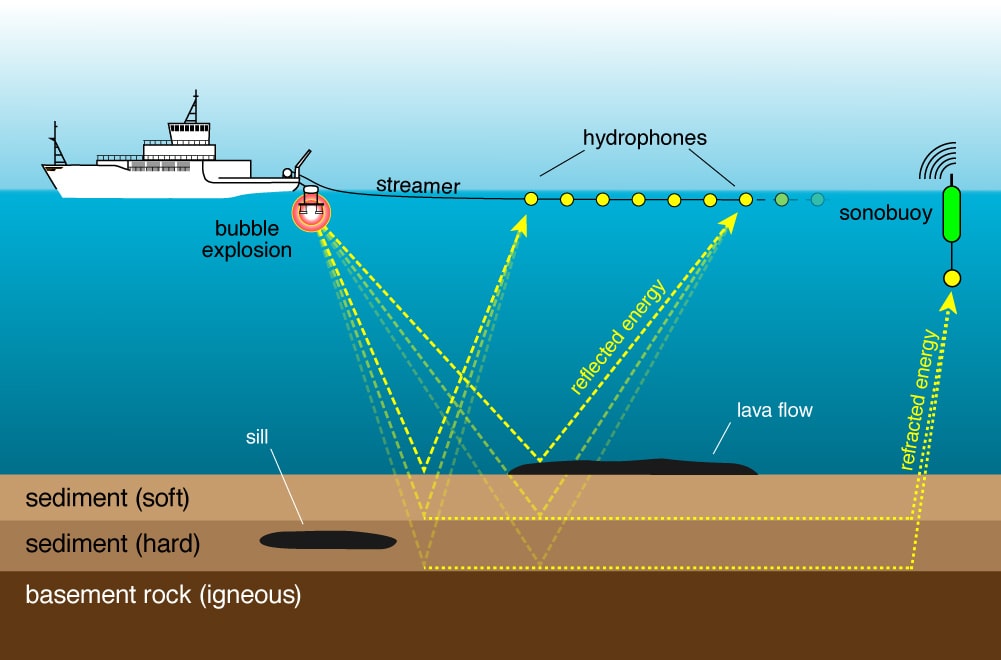 hydrophones
streamer
sonobuoy
bubble
explosion
reflected energy
refracted energy
lava flow
sill
sediment (soft)
sediment (hard)
basement rock (igneous)